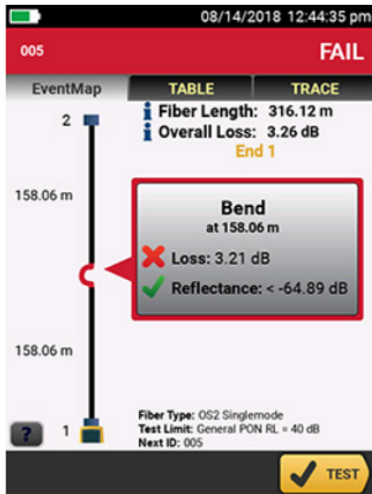 08/14/2018 12:44:35 pm
005 FAIL
EventMap TABLE TRACE
2
i Fiber Length: 316.12 m
i Overall Loss: 3.26 dB
End 1
158.06 m
Bend
at 158.06 m
Loss: 3.21 dB
Reflectance: < -64.89 dB
158.06 m
Fiber Type: OS2 Singlemode
Test Limit: General PON RL = 40 dB
Next ID: 005
? 1
TEST